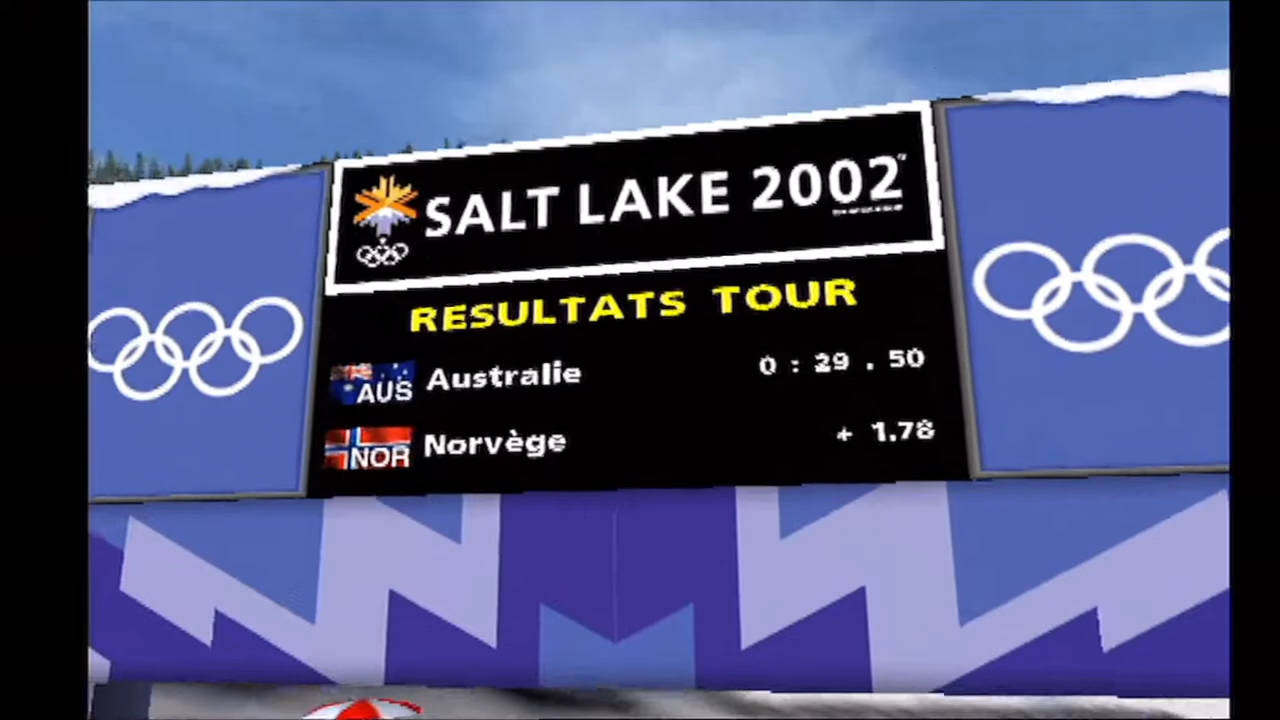 SALT LAKE 2002
RESULTATS TOUR
AUS Australie 0 : 29 . 50
NOR Norvège + 1.78